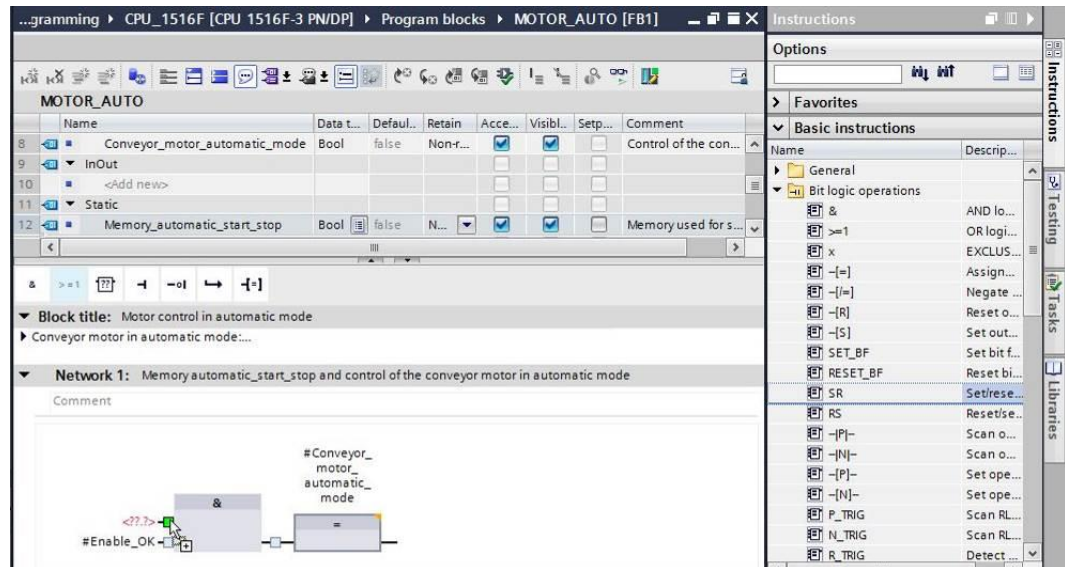 ...gramming ▸ CPU_1516F [CPU 1516F-3 PN/DP] ▸ Program blocks ▸ MOTOR_AUTO [FB1]
MOTOR_AUTO
Name Data t... Defaul.. Retain Acce... Visibl.. Setp... Comment
8 Conveyor_motor_automatic_mode Bool false Non-r... Control of the con...
9 InOut
10 <Add new>
11 Static
12 Memory_automatic_start_stop Bool false N... Memory used for s...
& >=1 ??
Block title: Motor control in automatic mode
Conveyor motor in automatic mode:...
Network 1: Memory automatic_start_stop and control of the conveyor motor in automatic mode
Comment
#Conveyor_
motor_
automatic_
mode
&
<??.?>
=
#Enable_OK
Instructions
Options
Favorites
Basic instructions
Name Descrip...
General
Bit logic operations
& AND lo...
>=1 OR logi...
x EXCLUS...
-[=] Assign...
-[/=] Negate ...
-[R] Reset o...
-[S] Set out...
SET_BF Set bit f...
RESET_BF Reset bi...
SR Set/rese...
RS Reset/se...
-|P|- Scan o...
-|N|- Scan o...
-[P]- Set ope...
-[N]- Set ope...
P_TRIG Scan RL...
N_TRIG Scan RL...
R_TRIG Detect ...
Instructions
Testing
Tasks
Libraries